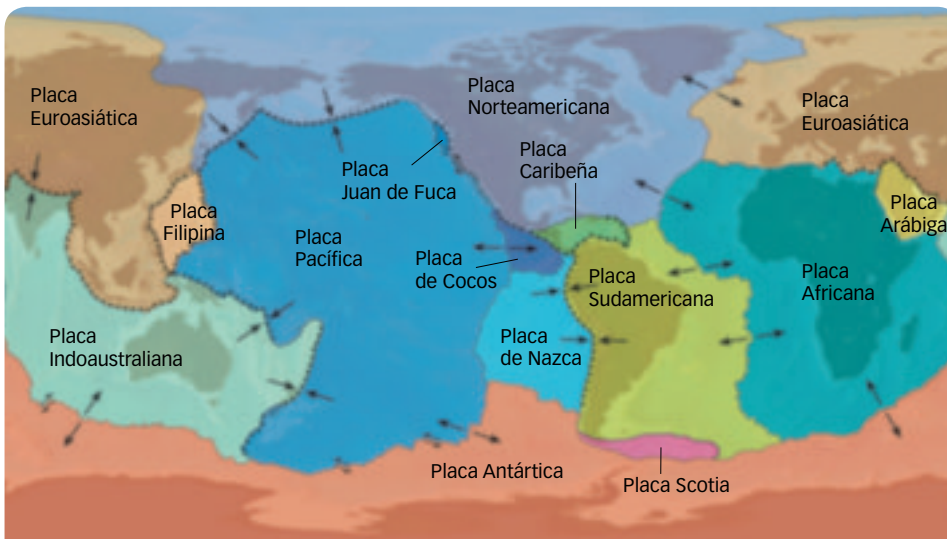 Placa
Euroasiática
Placa
Norteamericana
Placa
Euroasiática
Placa
Caribeña
Placa
Juan de Fuca
Placa
Filipina
Placa
Arábiga
Placa
Pacífica
Placa
de Cocos
Placa
Sudamericana
Placa
Africana
Placa
Indoaustraliana
Placa
de Nazca
Placa Antártica
Placa Scotia